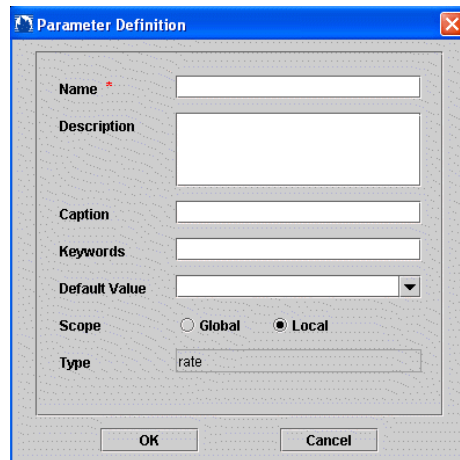 Parameter Definition
Name *
Description
Caption
Keywords
Default Value
Scope Global Local
Type rate
OK Cancel